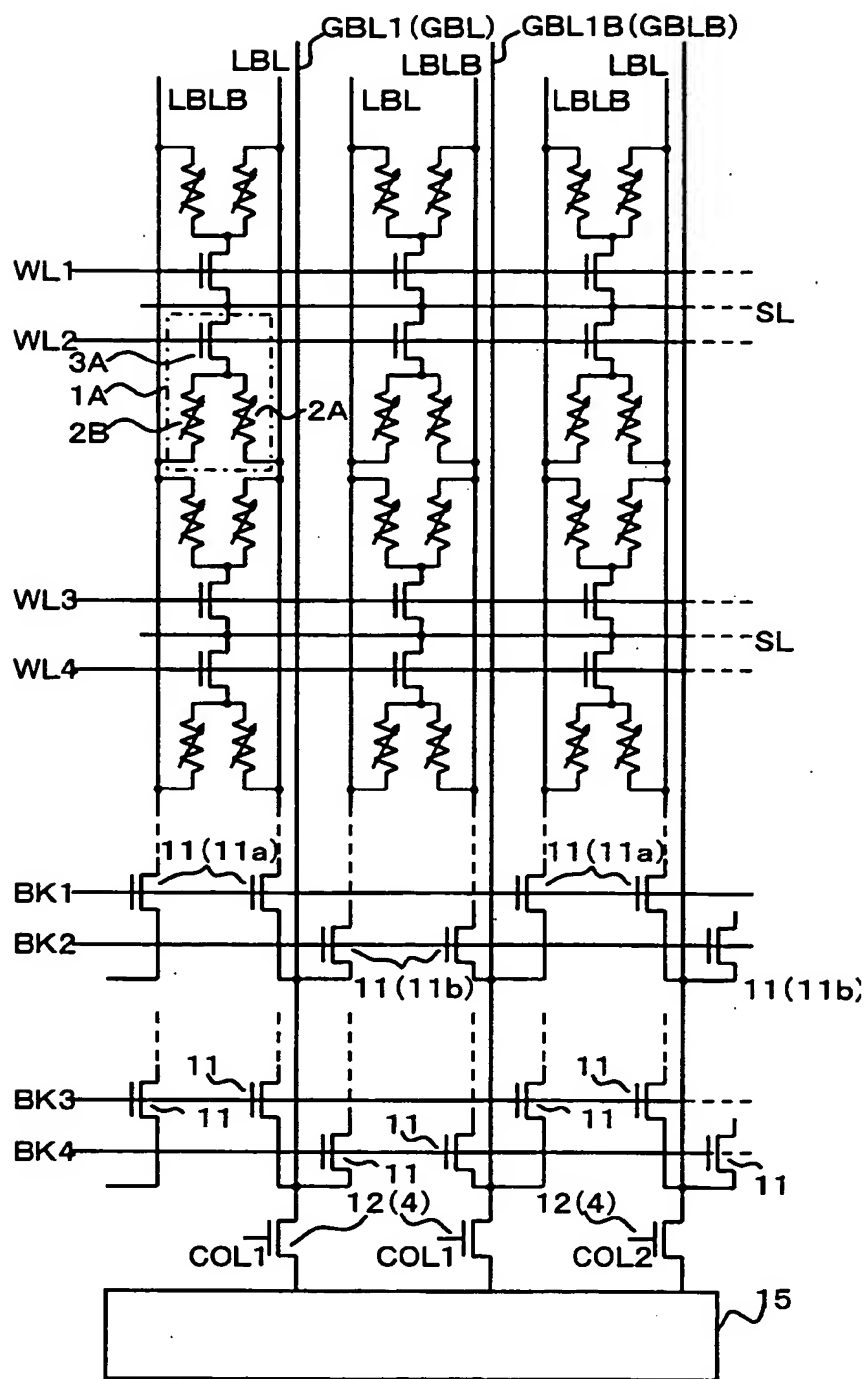 GBL1(GBL) GBL1B(GBLB)
LBL LBLB LBL
LBLB LBL LBLB
WL1
SL
WL2
3A
1A
2A
2B
WL3
SL
WL4
11(11a) 11(11a)
BK1
BK2
11(11b) 11(11b)
11 11
BK3
11 11
11
BK4
11 11
12(4) 12(4)
COL1 COL1 COL2
15